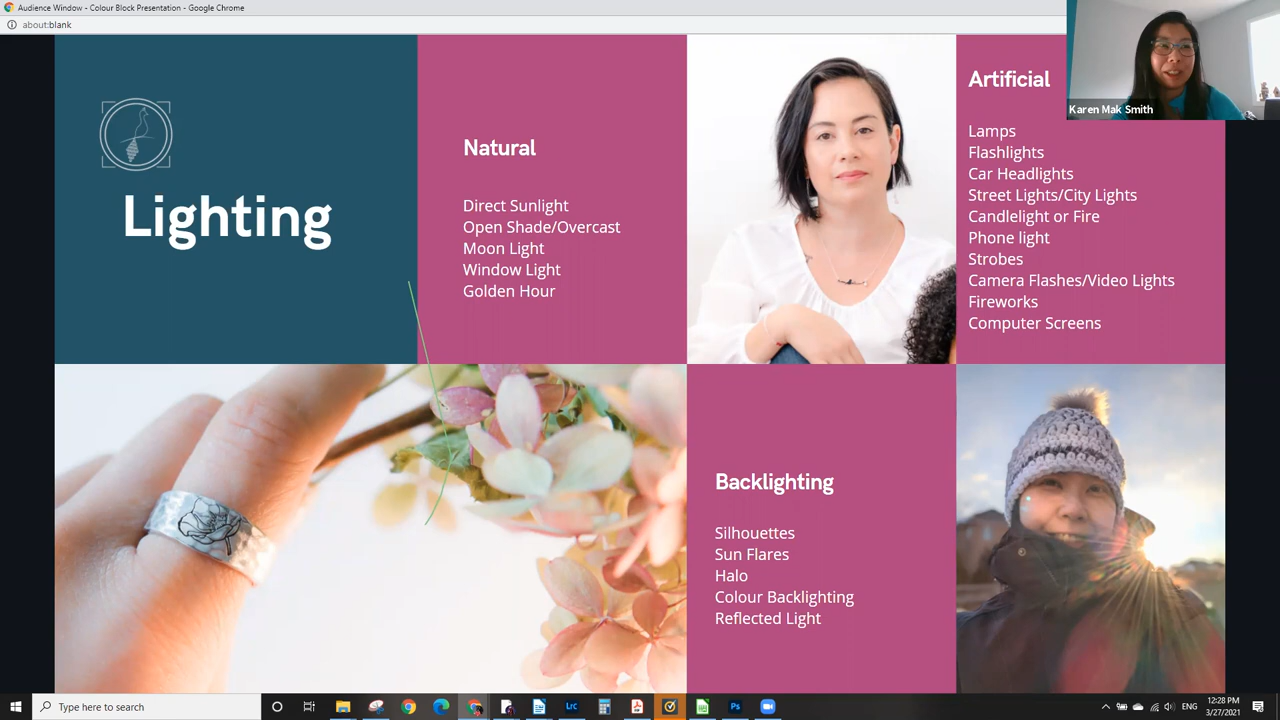 Audience Window - Colour Block Presentation - Google Chrome
about:blank
Lighting
Natural
Direct Sunlight
Open Shade/Overcast
Moon Light
Window Light
Golden Hour
Artificial
Lamps
Flashlights
Car Headlights
Street Lights/City Lights
Candlelight or Fire
Phone light
Strobes
Camera Flashes/Video Lights
Fireworks
Computer Screens
Karen Mak Smith
Backlighting
Silhouettes
Sun Flares
Halo
Colour Backlighting
Reflected Light
Type here to search
Lrc
Ps
ENG
12:28 PM
3/27/2021